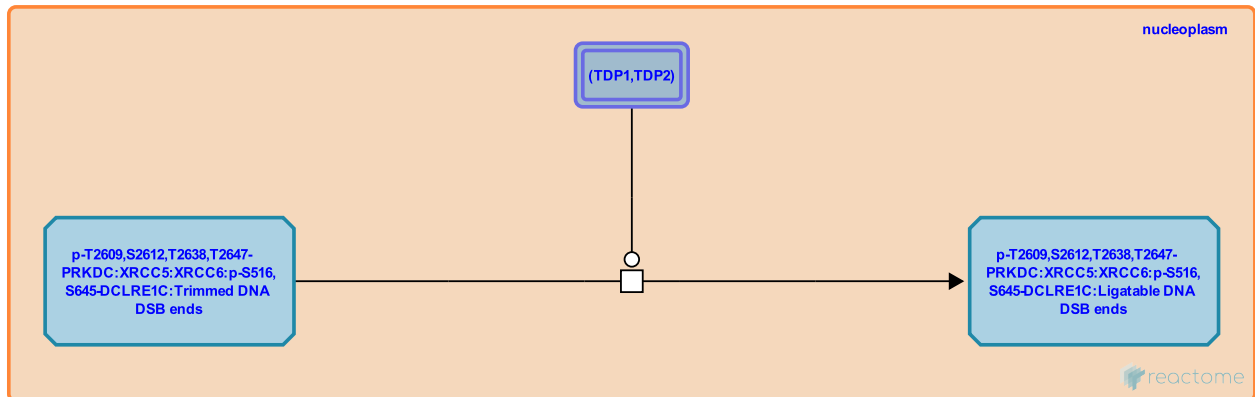 nucleoplasm
(TDP1,TDP2)
p-T2609,S2612,T2638,T2647-
PRKDC:XRCC5:XRCC6:p-S516,
S645-DCLRE1C:Trimmed DNA
DSB ends
p-T2609,S2612,T2638,T2647-
PRKDC:XRCC5:XRCC6:p-S516,
S645-DCLRE1C:Ligatable DNA
DSB ends
reactome